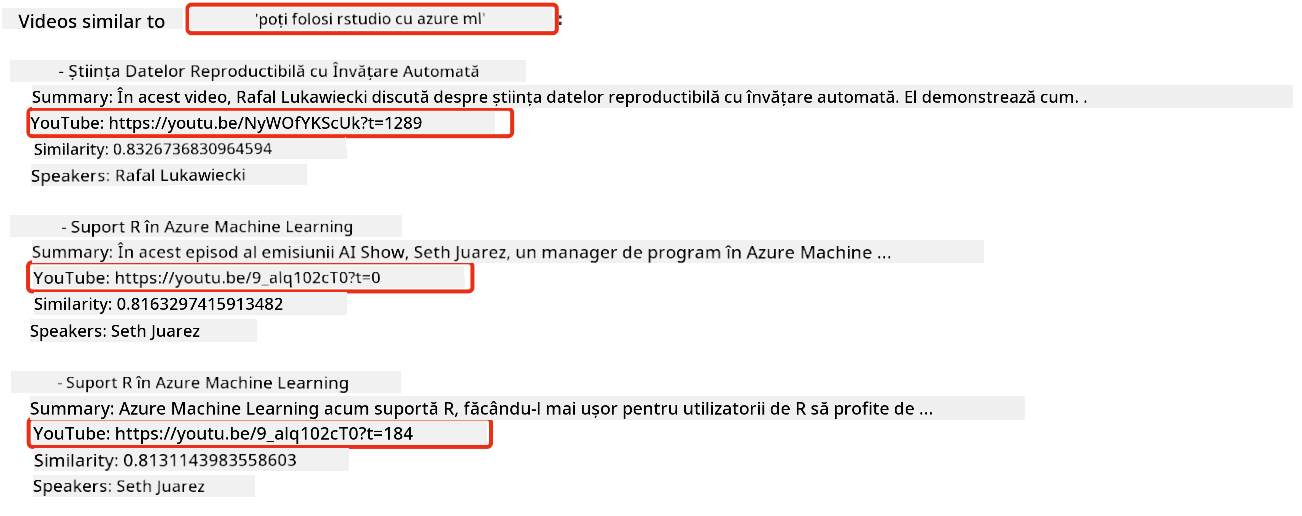 Videos similar to 'poți folosi rstudio cu azure ml':
- Știința Datelor Reproductibilă cu Învățare Automată
Summary: În acest video, Rafal Lukawiecki discută despre știința datelor reproductibilă cu învățare automată. El demonstrează cum. .
YouTube: https://youtu.be/NyWOfYKScUk?t=1289
Similarity: 0.8326736830964594
Speakers: Rafal Lukawiecki
- Suport R în Azure Machine Learning
Summary: În acest episod al emisiunii AI Show, Seth Juarez, un manager de program în Azure Machine ...
YouTube: https://youtu.be/9_alq102cT0?t=0
Similarity: 0.8163297415913482
Speakers: Seth Juarez
- Suport R în Azure Machine Learning
Summary: Azure Machine Learning acum suportă R, făcându-l mai ușor pentru utilizatorii de R să profite de ...
YouTube: https://youtu.be/9_alq102cT0?t=184
Similarity: 0.8131143983558603
Speakers: Seth Juarez